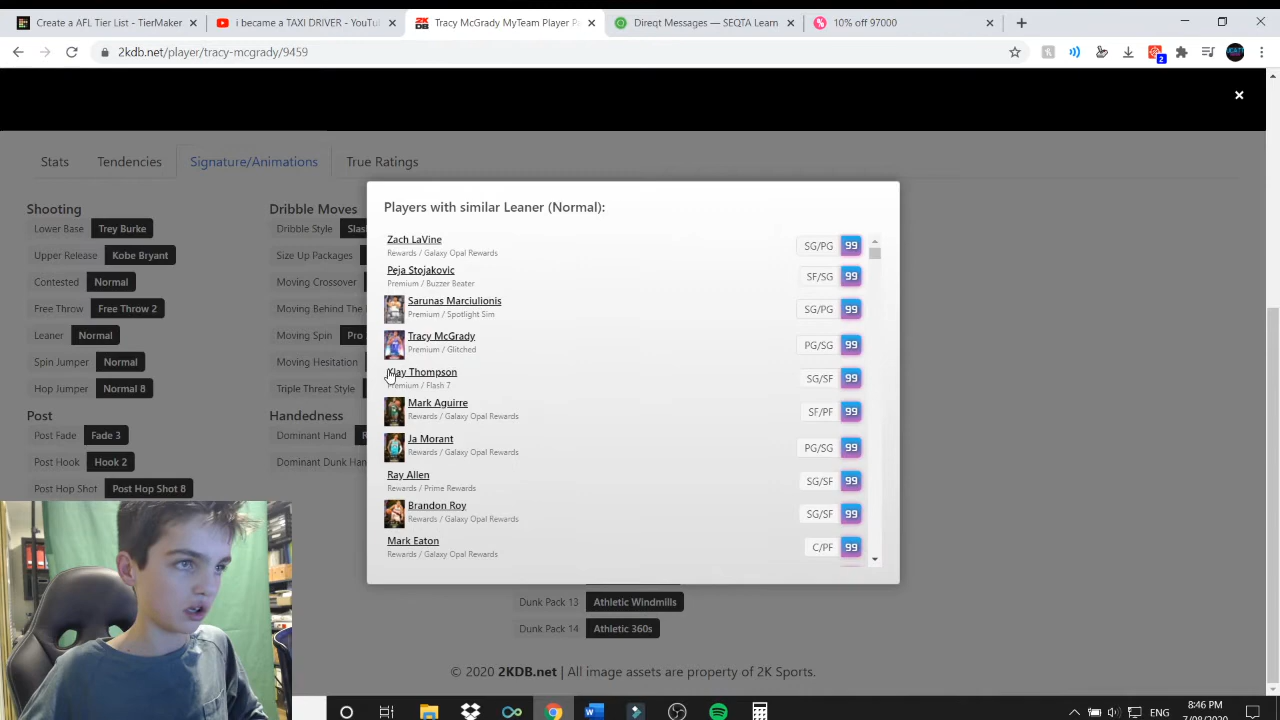 Create a AFL Tier List - TierMaker
i became a TAXI DRIVER - YouTu
Tracy McGrady MyTeam Player Pa
Direqt Messages — SEQTA Learn
10% off 97000
2kdb.net/player/tracy-mcgrady/9459
Stats Tendencies Signature/Animations True Ratings
Shooting
Lower Base Trey Burke
Upper Release Kobe Bryant
Contested Normal
Free Throw Free Throw 2
Leaner Normal
Spin Jumper Normal
Hop Jumper Normal 8
Post
Post Fade Fade 3
Post Hook Hook 2
Post Hop Shot Post Hop Shot 8
Dribble Moves
Dribble Style
Size Up Packages
Moving Crossover
Moving Behind The
Moving Spin Pro
Moving Hesitation
Triple Threat Style
Handedness
Dominant Hand
Dominant Dunk Han
Players with similar Leaner (Normal):
Zach LaVine SG/PG 99
Rewards / Galaxy Opal Rewards
Peja Stojakovic SF/SG 99
Premium / Buzzer Beater
Sarunas Marciulionis SG/PG 99
Premium / Spotlight Sim
Tracy McGrady PG/SG 99
Premium / Glitched
Klay Thompson SG/SF 99
Premium / Flash 7
Mark Aguirre SF/PF 99
Rewards / Galaxy Opal Rewards
Ja Morant PG/SG 99
Rewards / Galaxy Opal Rewards
Ray Allen SG/SF 99
Rewards / Prime Rewards
Brandon Roy SG/SF 99
Rewards / Galaxy Opal Rewards
Mark Eaton C/PF 99
Rewards / Galaxy Opal Rewards
Dunk Pack 13 Athletic Windmills
Dunk Pack 14 Athletic 360s
© 2020 2KDB.net | All image assets are property of 2K Sports.
ENG
8:46 PM
7/08/2020